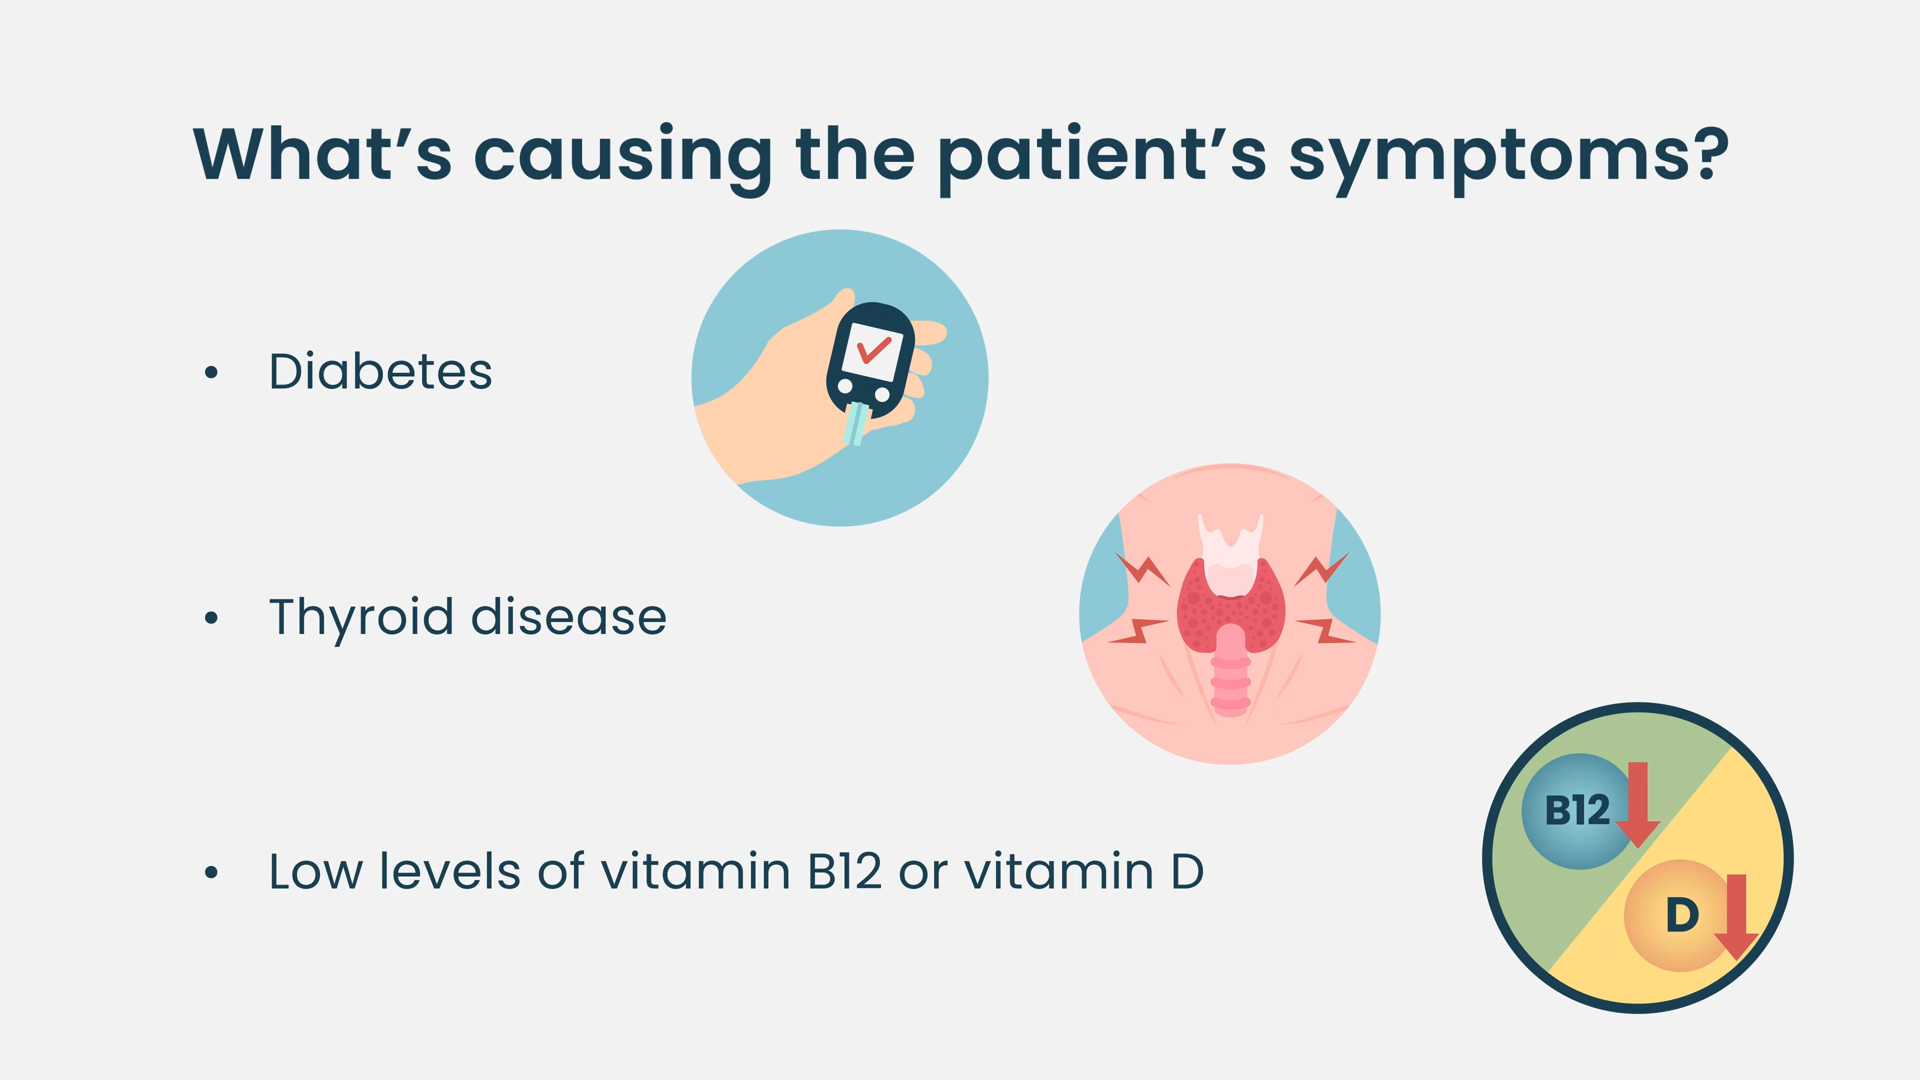 What’s causing the patient’s symptoms?
• Diabetes
• Thyroid disease
• Low levels of vitamin B12 or vitamin D
B12
D